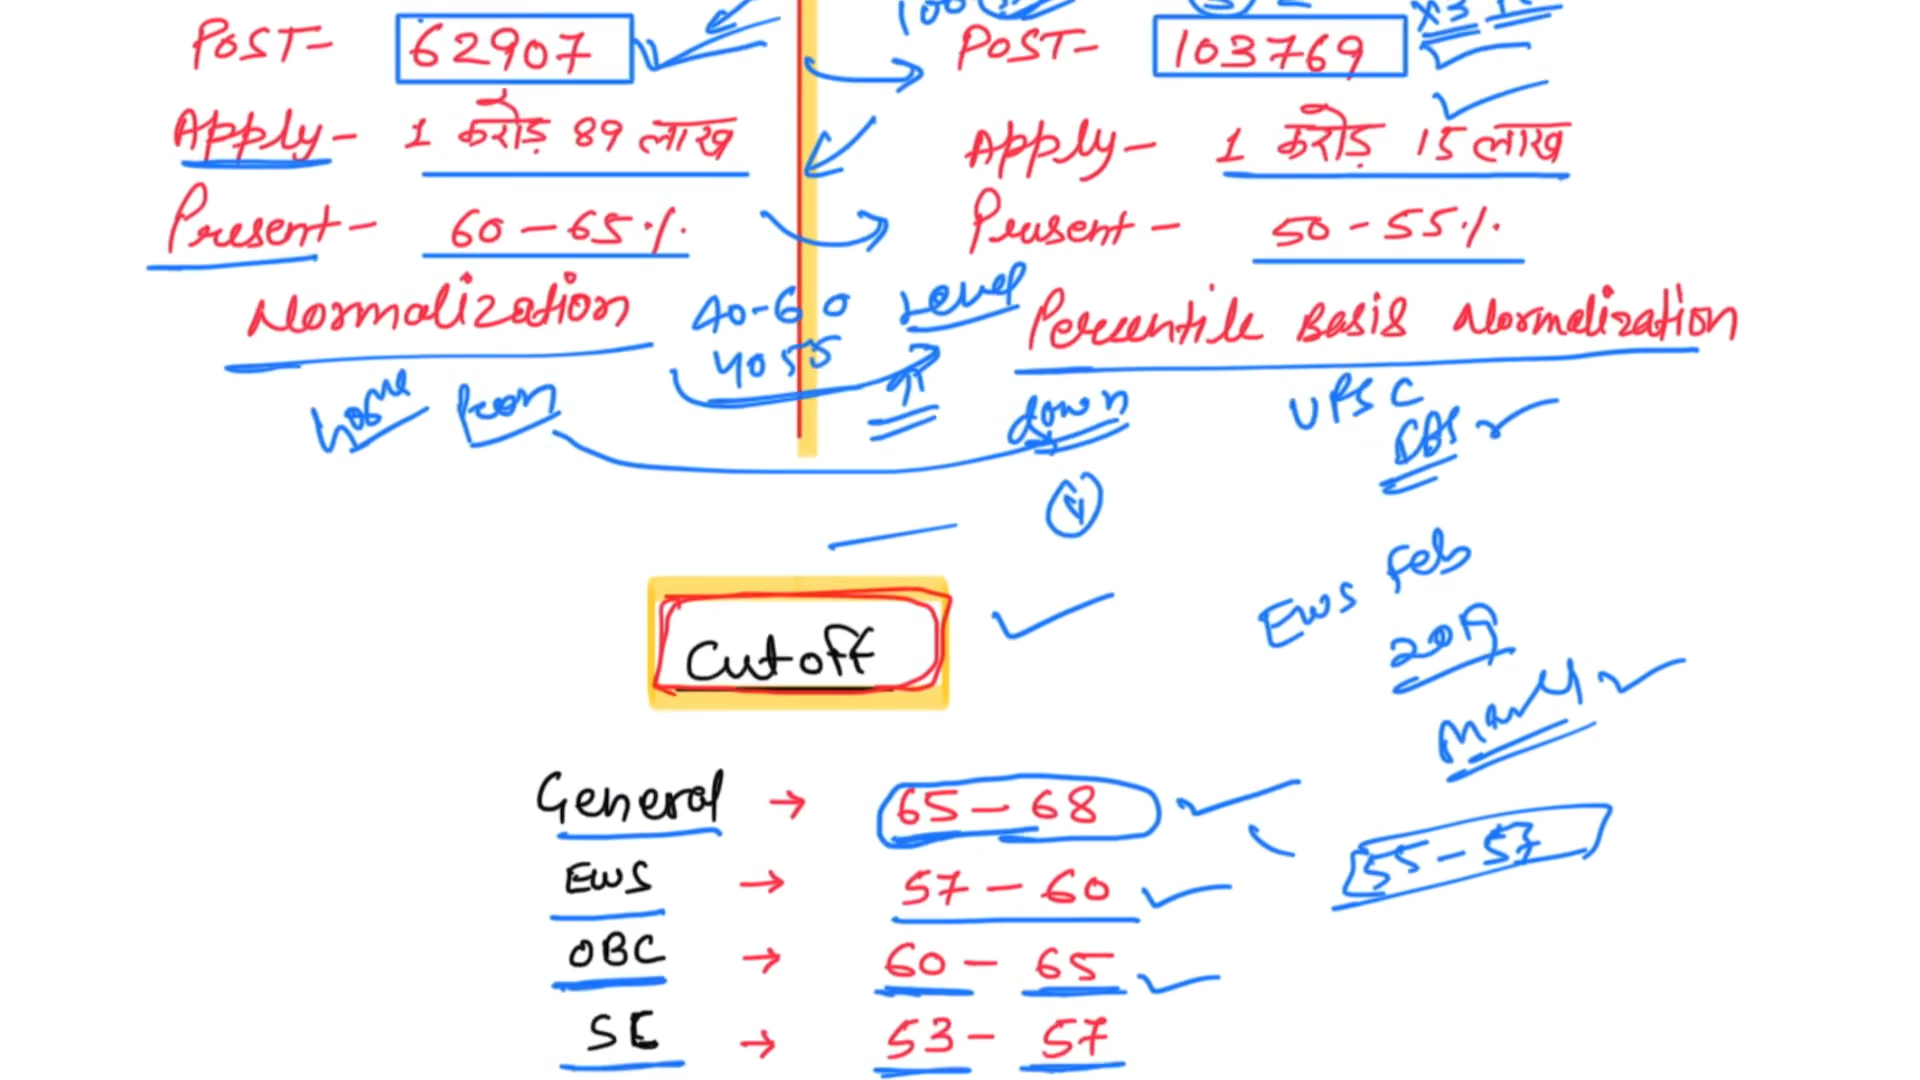 POST- 62907
Apply- 1 करोड़ 89 लाख
Present- 60-65%.
Normalization
40-60 Level
4055
home
POST- 103769
Apply- 1 करोड़ 15 लाख
Present- 50-55%.
Percentile Basis Normalization
down
UPSC
Cutoff
EWS Feb
2019
General → 65-68
55-57
EWS → 57-60
OBC → 60-65
SC → 53-57